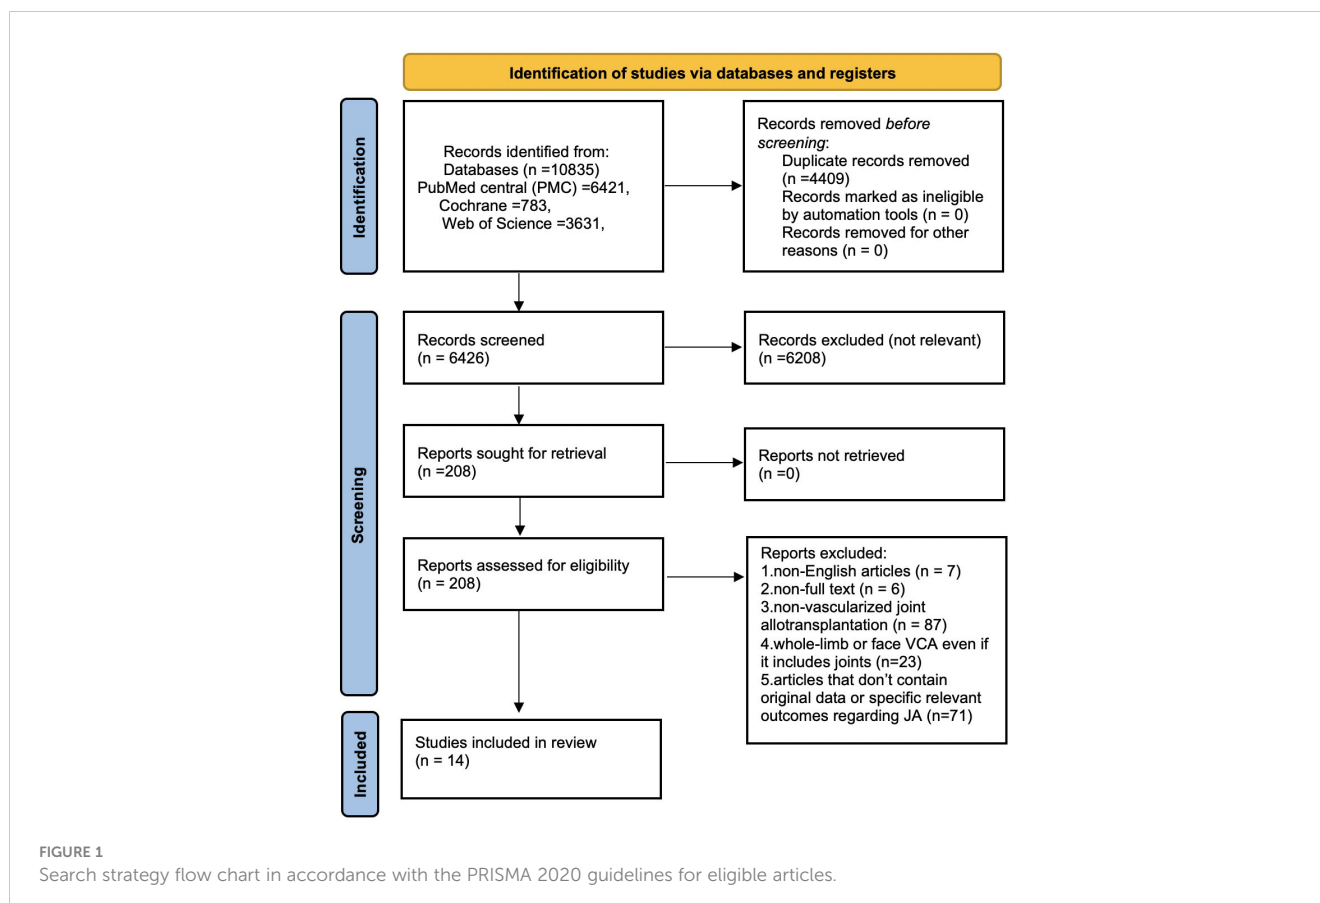 Identification of studies via databases and registers
Identification
Records identified from:
Databases (n =10835)
PubMed central (PMC) =6421,
Cochrane =783,
Web of Science =3631,
Records removed before
screening:
Duplicate records removed
(n =4409)
Records marked as ineligible
by automation tools (n = 0)
Records removed for other
reasons (n = 0)
Screening
Records screened
(n = 6426)
Records excluded (not relevant)
(n =6208)
Reports sought for retrieval
(n =208)
Reports not retrieved
(n =0)
Reports assessed for eligibility
(n = 208)
Reports excluded:
1.non-English articles (n = 7)
2.non-full text (n = 6)
3.non-vascularized joint
allotransplantation (n = 87)
4.whole-limb or face VCA even if
it includes joints (n=23)
5.articles that don’t contain
original data or specific relevant
outcomes regarding JA (n=71)
Included
Studies included in review
(n = 14)
FIGURE 1
Search strategy flow chart in accordance with the PRISMA 2020 guidelines for eligible articles.